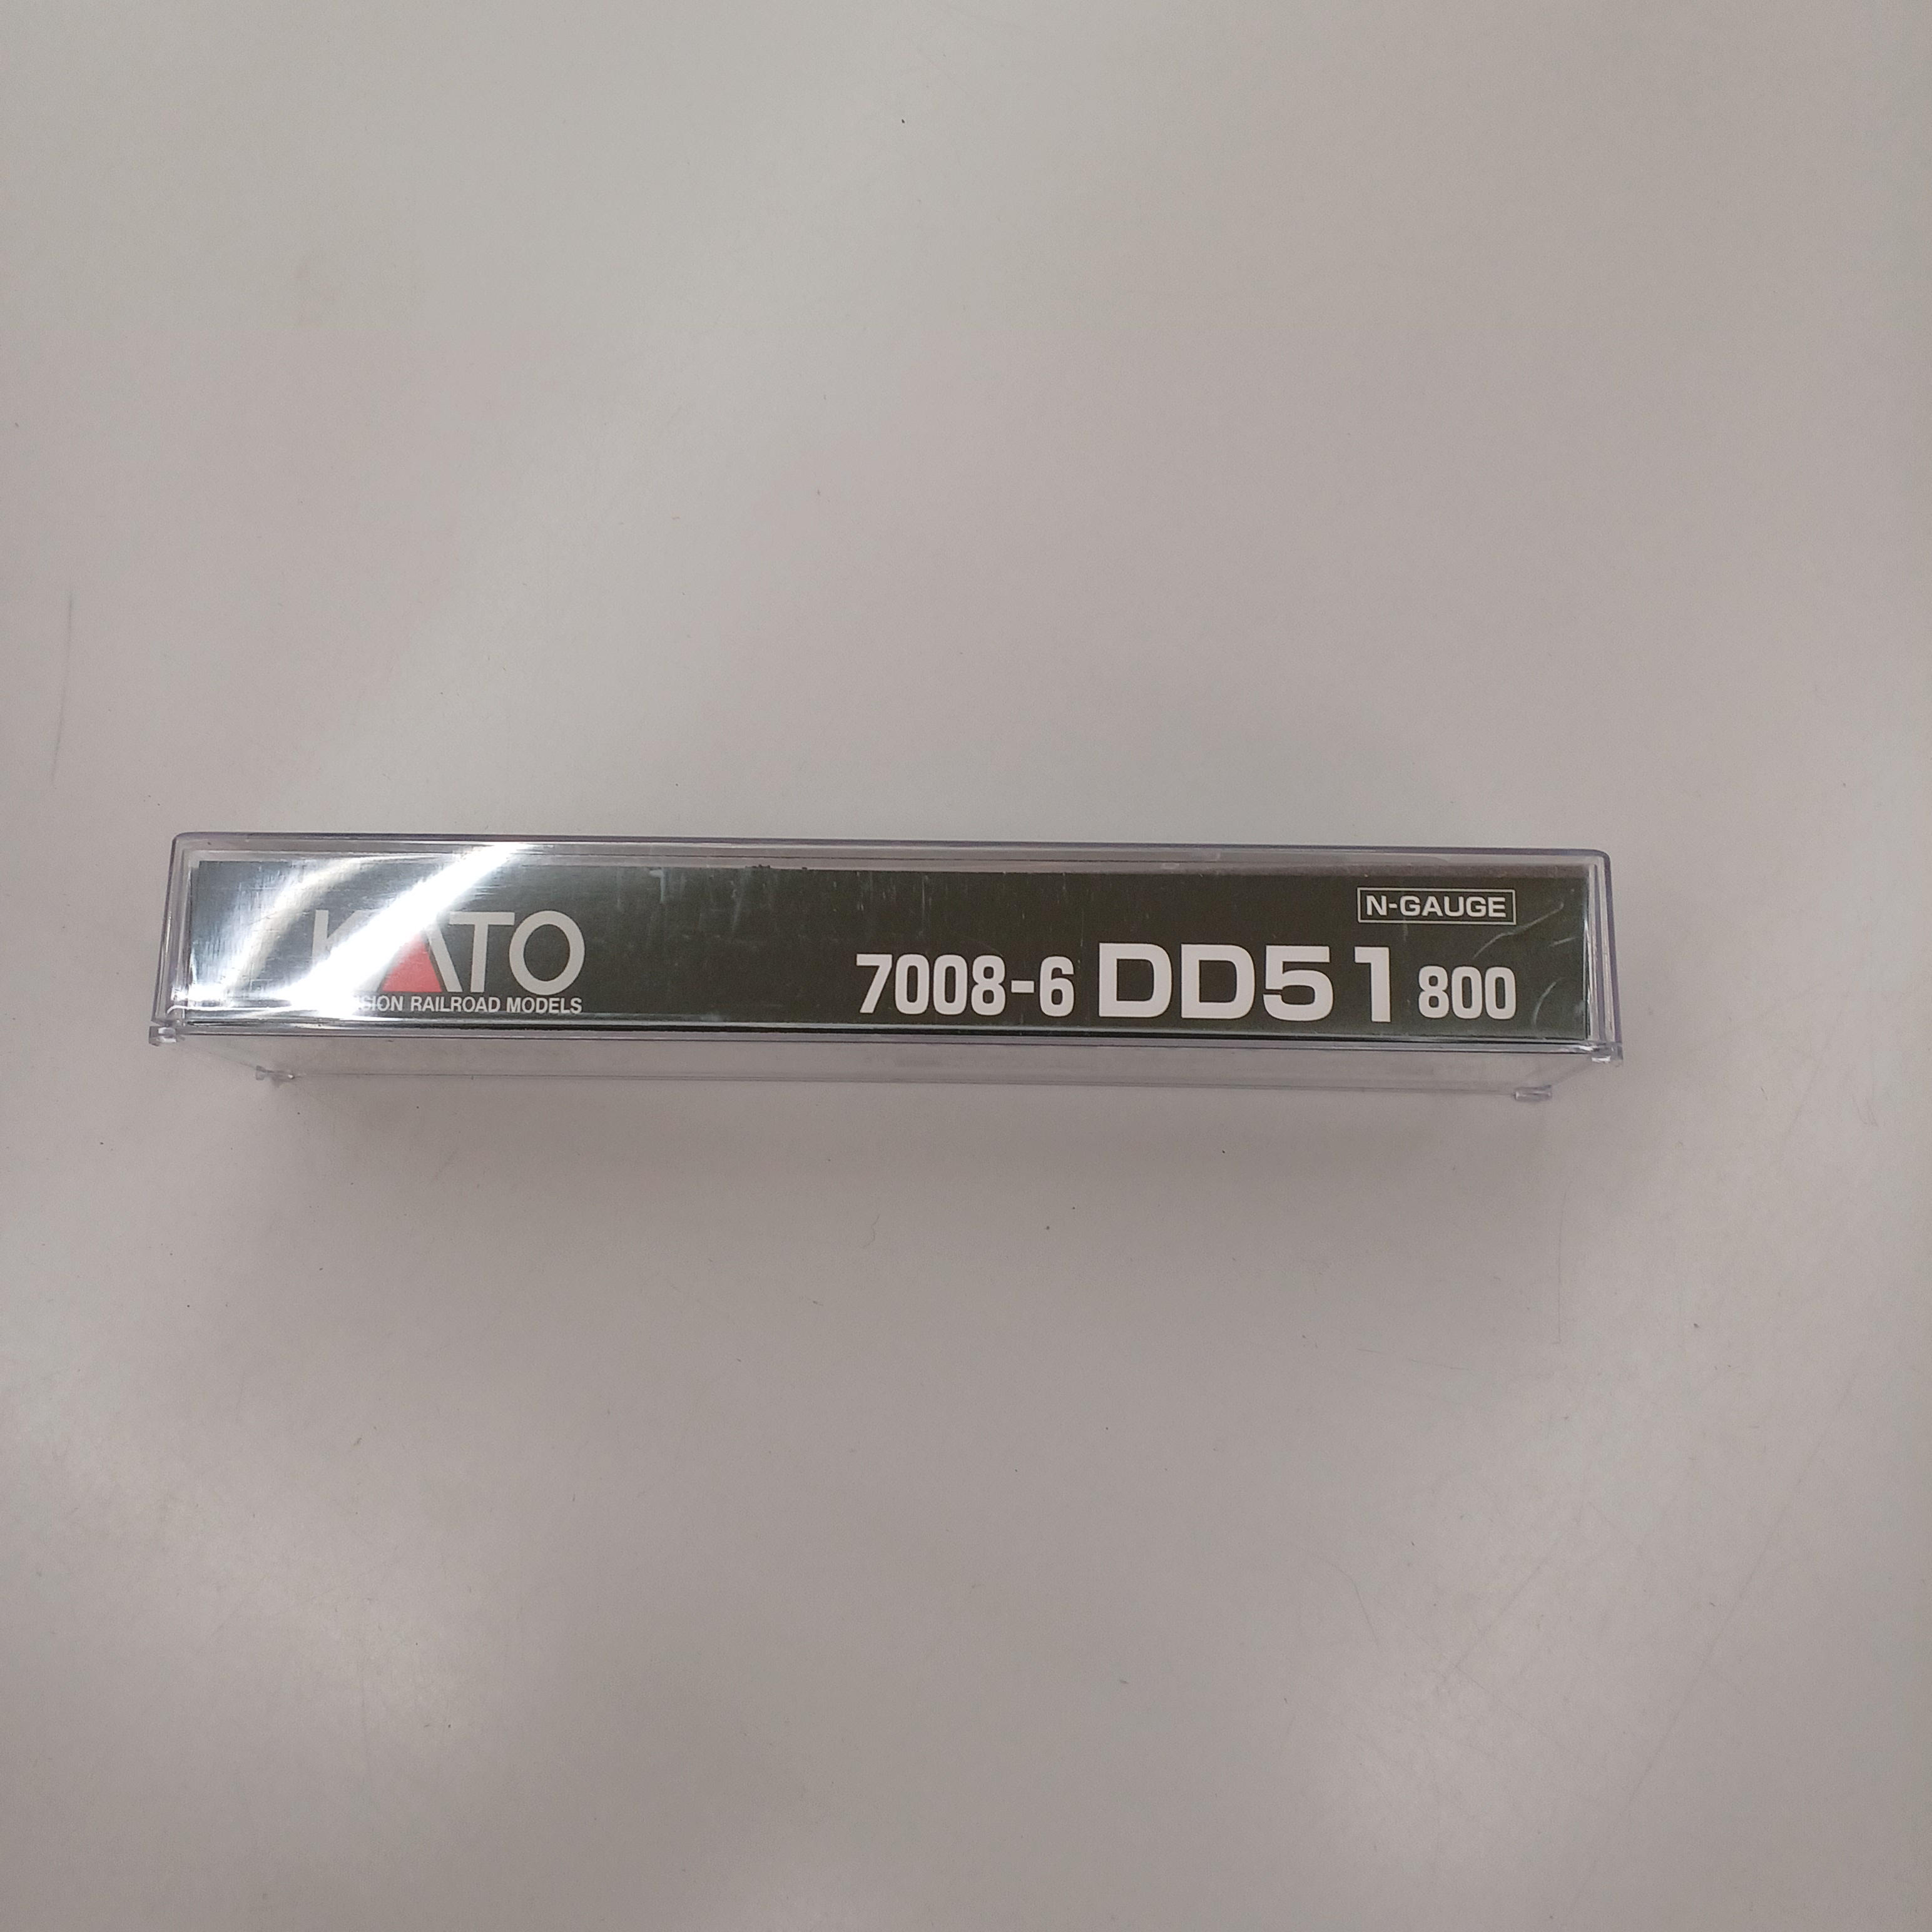 KATO
RAILROAD MODELS
N-GAUGE
7008-6 DD51 800